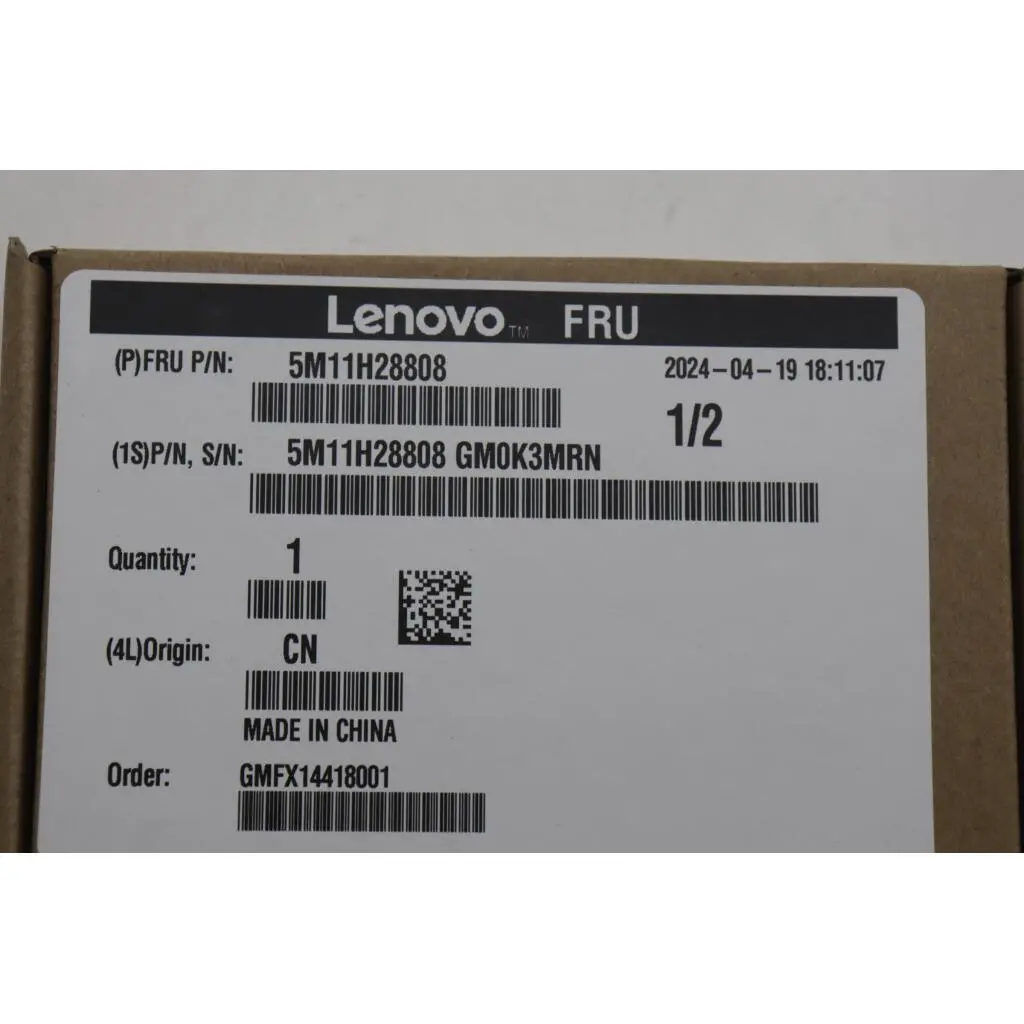 Lenovo™ FRU
(P)FRU P/N: 5M11H28808 2024-04-19 18:11:07
1/2
(1S)P/N, S/N: 5M11H28808 GM0K3MRN
Quantity: 1
(4L)Origin: CN
MADE IN CHINA
Order: GMFX14418001